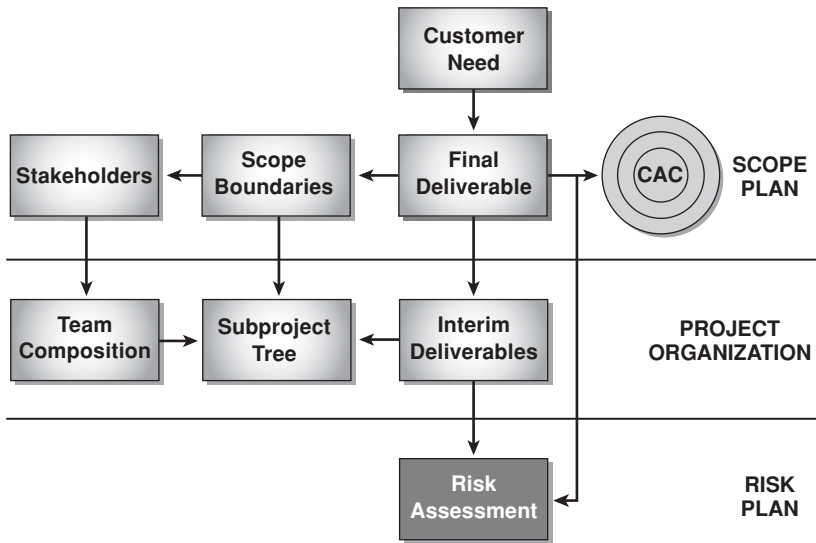 Customer
Need
Stakeholders
Scope
Boundaries
Final
Deliverable
CAC
SCOPE
PLAN
Team
Composition
Subproject
Tree
Interim
Deliverables
PROJECT
ORGANIZATION
Risk
Assessment
RISK
PLAN